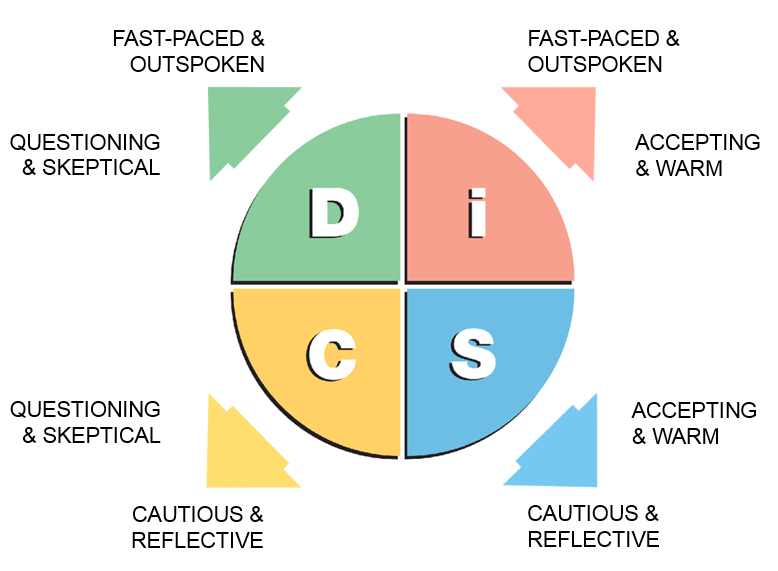 FAST-PACED &
OUTSPOKEN
FAST-PACED &
OUTSPOKEN
QUESTIONING
& SKEPTICAL
ACCEPTING
& WARM
D
i
C
S
QUESTIONING
& SKEPTICAL
ACCEPTING
& WARM
CAUTIOUS &
REFLECTIVE
CAUTIOUS &
REFLECTIVE